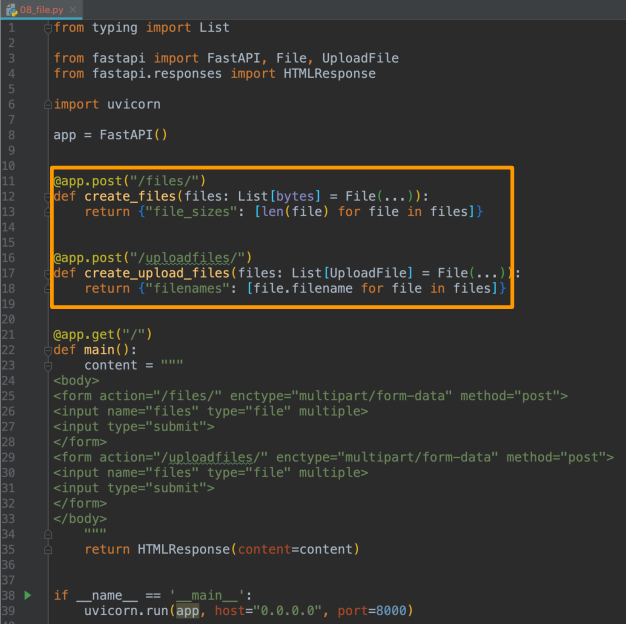 08_file.py
1 from typing import List
2
3 from fastapi import FastAPI, File, UploadFile
4 from fastapi.responses import HTMLResponse
5
6 import uvicorn
7
8 app = FastAPI()
9
10
11 @app.post("/files/")
12 def create_files(files: List[bytes] = File(...)):
13     return {"file_sizes": [len(file) for file in files]}
14
15
16 @app.post("/uploadfiles/")
17 def create_upload_files(files: List[UploadFile] = File(...)):
18     return {"filenames": [file.filename for file in files]}
19
20
21 @app.get("/")
22 def main():
23     content = """
24 <body>
25 <form action="/files/" enctype="multipart/form-data" method="post">
26 <input name="files" type="file" multiple>
27 <input type="submit">
28 </form>
29 <form action="/uploadfiles/" enctype="multipart/form-data" method="post">
30 <input name="files" type="file" multiple>
31 <input type="submit">
32 </form>
33 </body>
34     """
35     return HTMLResponse(content=content)
36
37
38 if __name__ == '__main__':
39     uvicorn.run(app, host="0.0.0.0", port=8000)